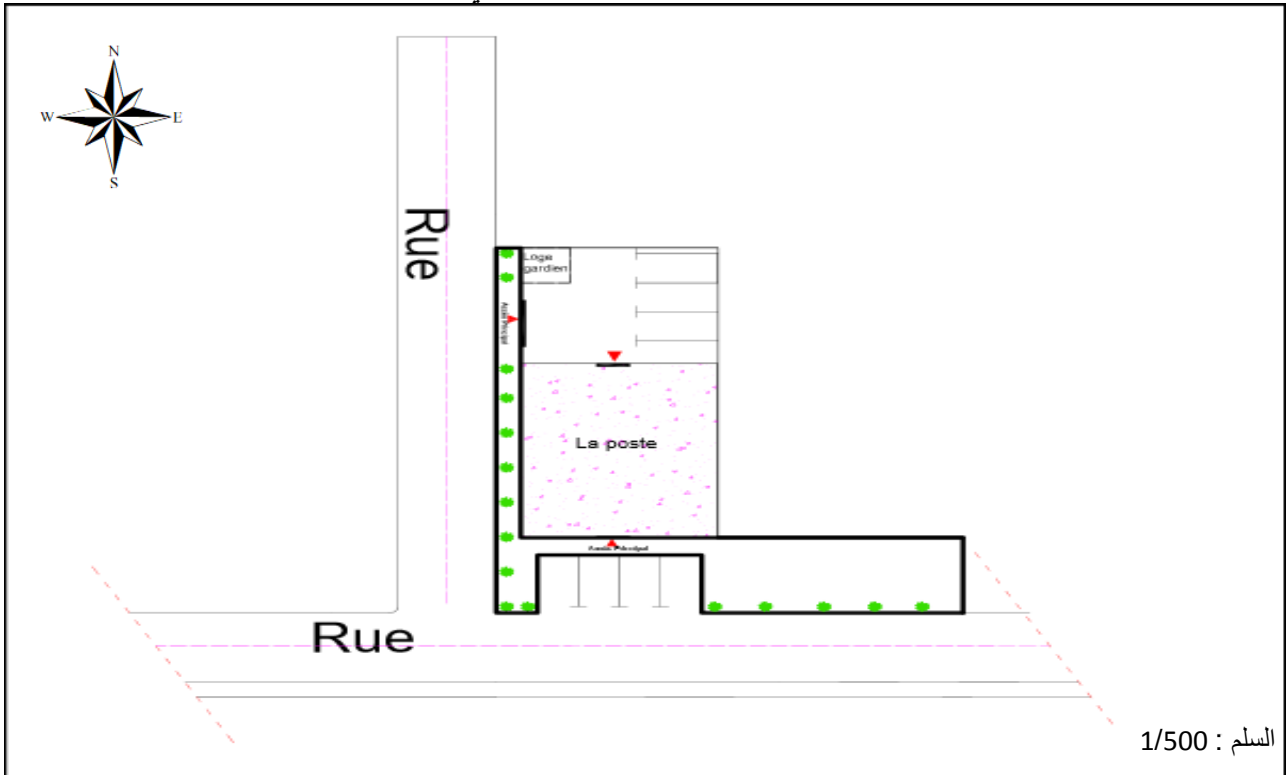 N
W E
S
Rue
Loge
gardien
La poste
Rue
السلم : 1/500